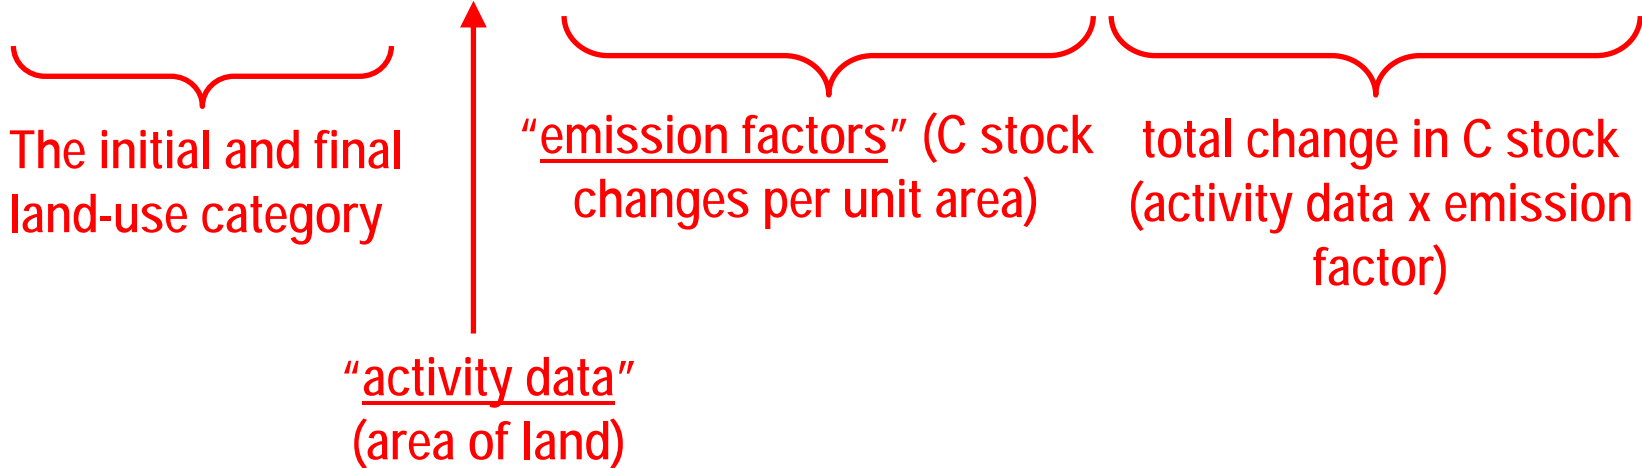 The initial and final
land-use category
“emission factors” (C stock
changes per unit area)
total change in C stock
(activity data x emission
factor)
“activity data”
(area of land)